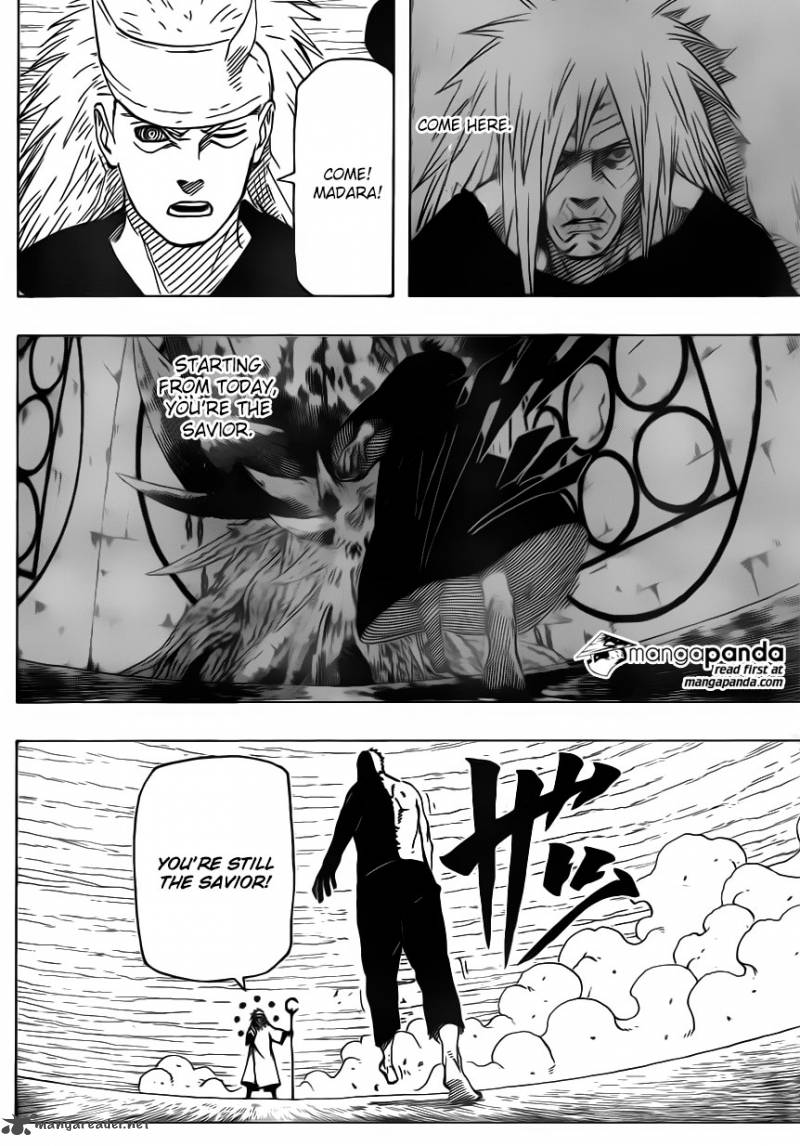 COME!
MADARA!
COME HERE.
STARTING
FROM TODAY,
YOU'RE THE
SAVIOR.
mangapanda
read first at
mangapanda.com
YOU'RE STILL
THE SAVIOR!
ザッ
mangareader.net